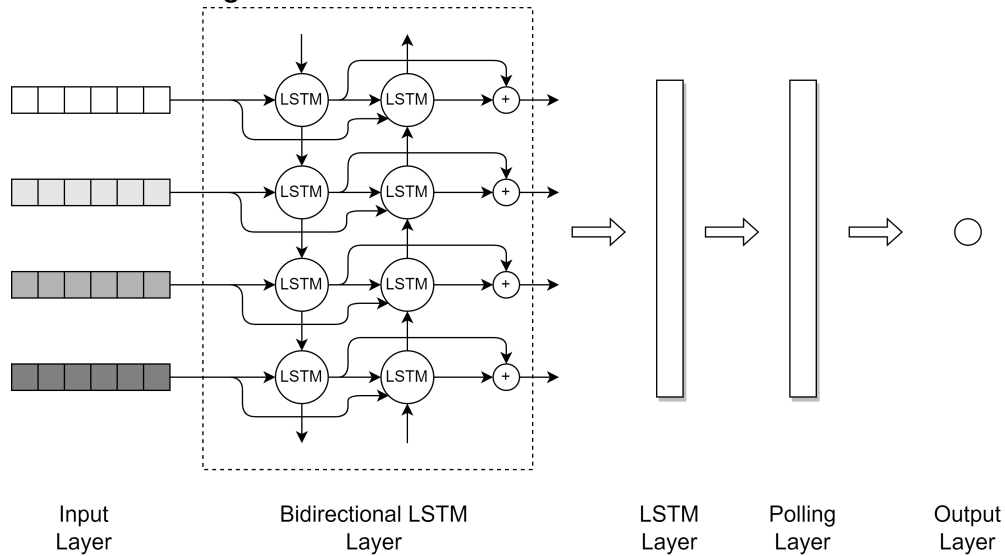 g
LSTM LSTM +
LSTM LSTM +
LSTM LSTM +
LSTM LSTM +
Input Bidirectional LSTM LSTM Polling Output
Layer Layer Layer Layer Layer